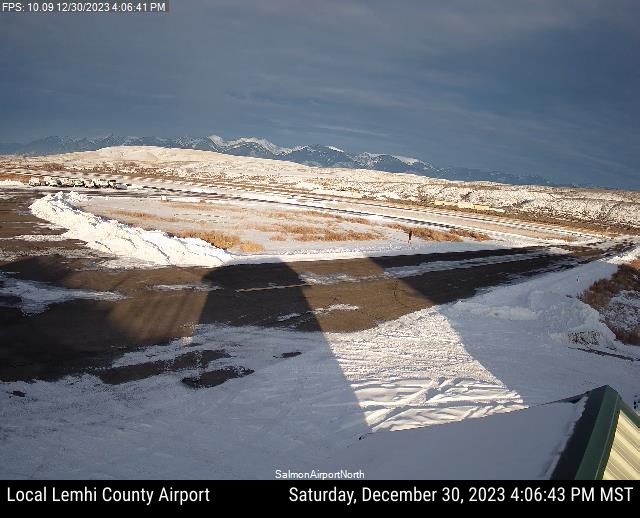 FPS: 10.09 12/30/2023 4:06:41 PM
SalmonAirportNorth
Local Lemhi County Airport Saturday, December 30, 2023 4:06:43 PM MST